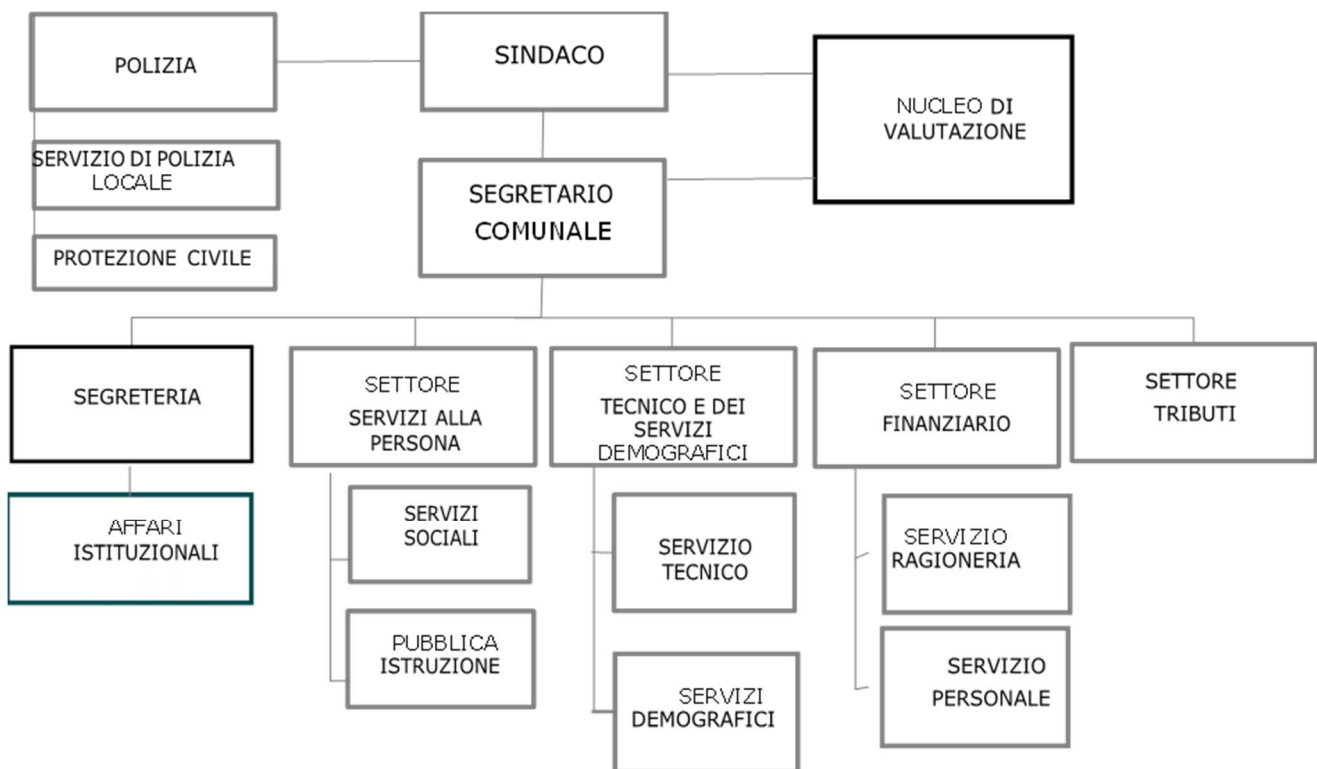 POLIZIA
SINDACO
NUCLEO DI
VALUTAZIONE
SERVIZIO DI POLIZIA
LOCALE
SEGRETARIO
COMUNALE
PROTEZIONE CIVILE
SEGRETERIA
SETTORE
SERVIZI ALLA
PERSONA
SETTORE
TECNICO E DEI
SERVIZI
DEMOGRAFICI
SETTORE
FINANZIARIO
SETTORE
TRIBUTI
AFFARI
ISTITUZIONALI
SERVIZI
SOCIALI
PUBBLICA
ISTRUZIONE
SERVIZIO
TECNICO
SERVIZI
DEMOGRAFICI
SERVIZIO
RAGIONERIA
SERVIZIO
PERSONALE